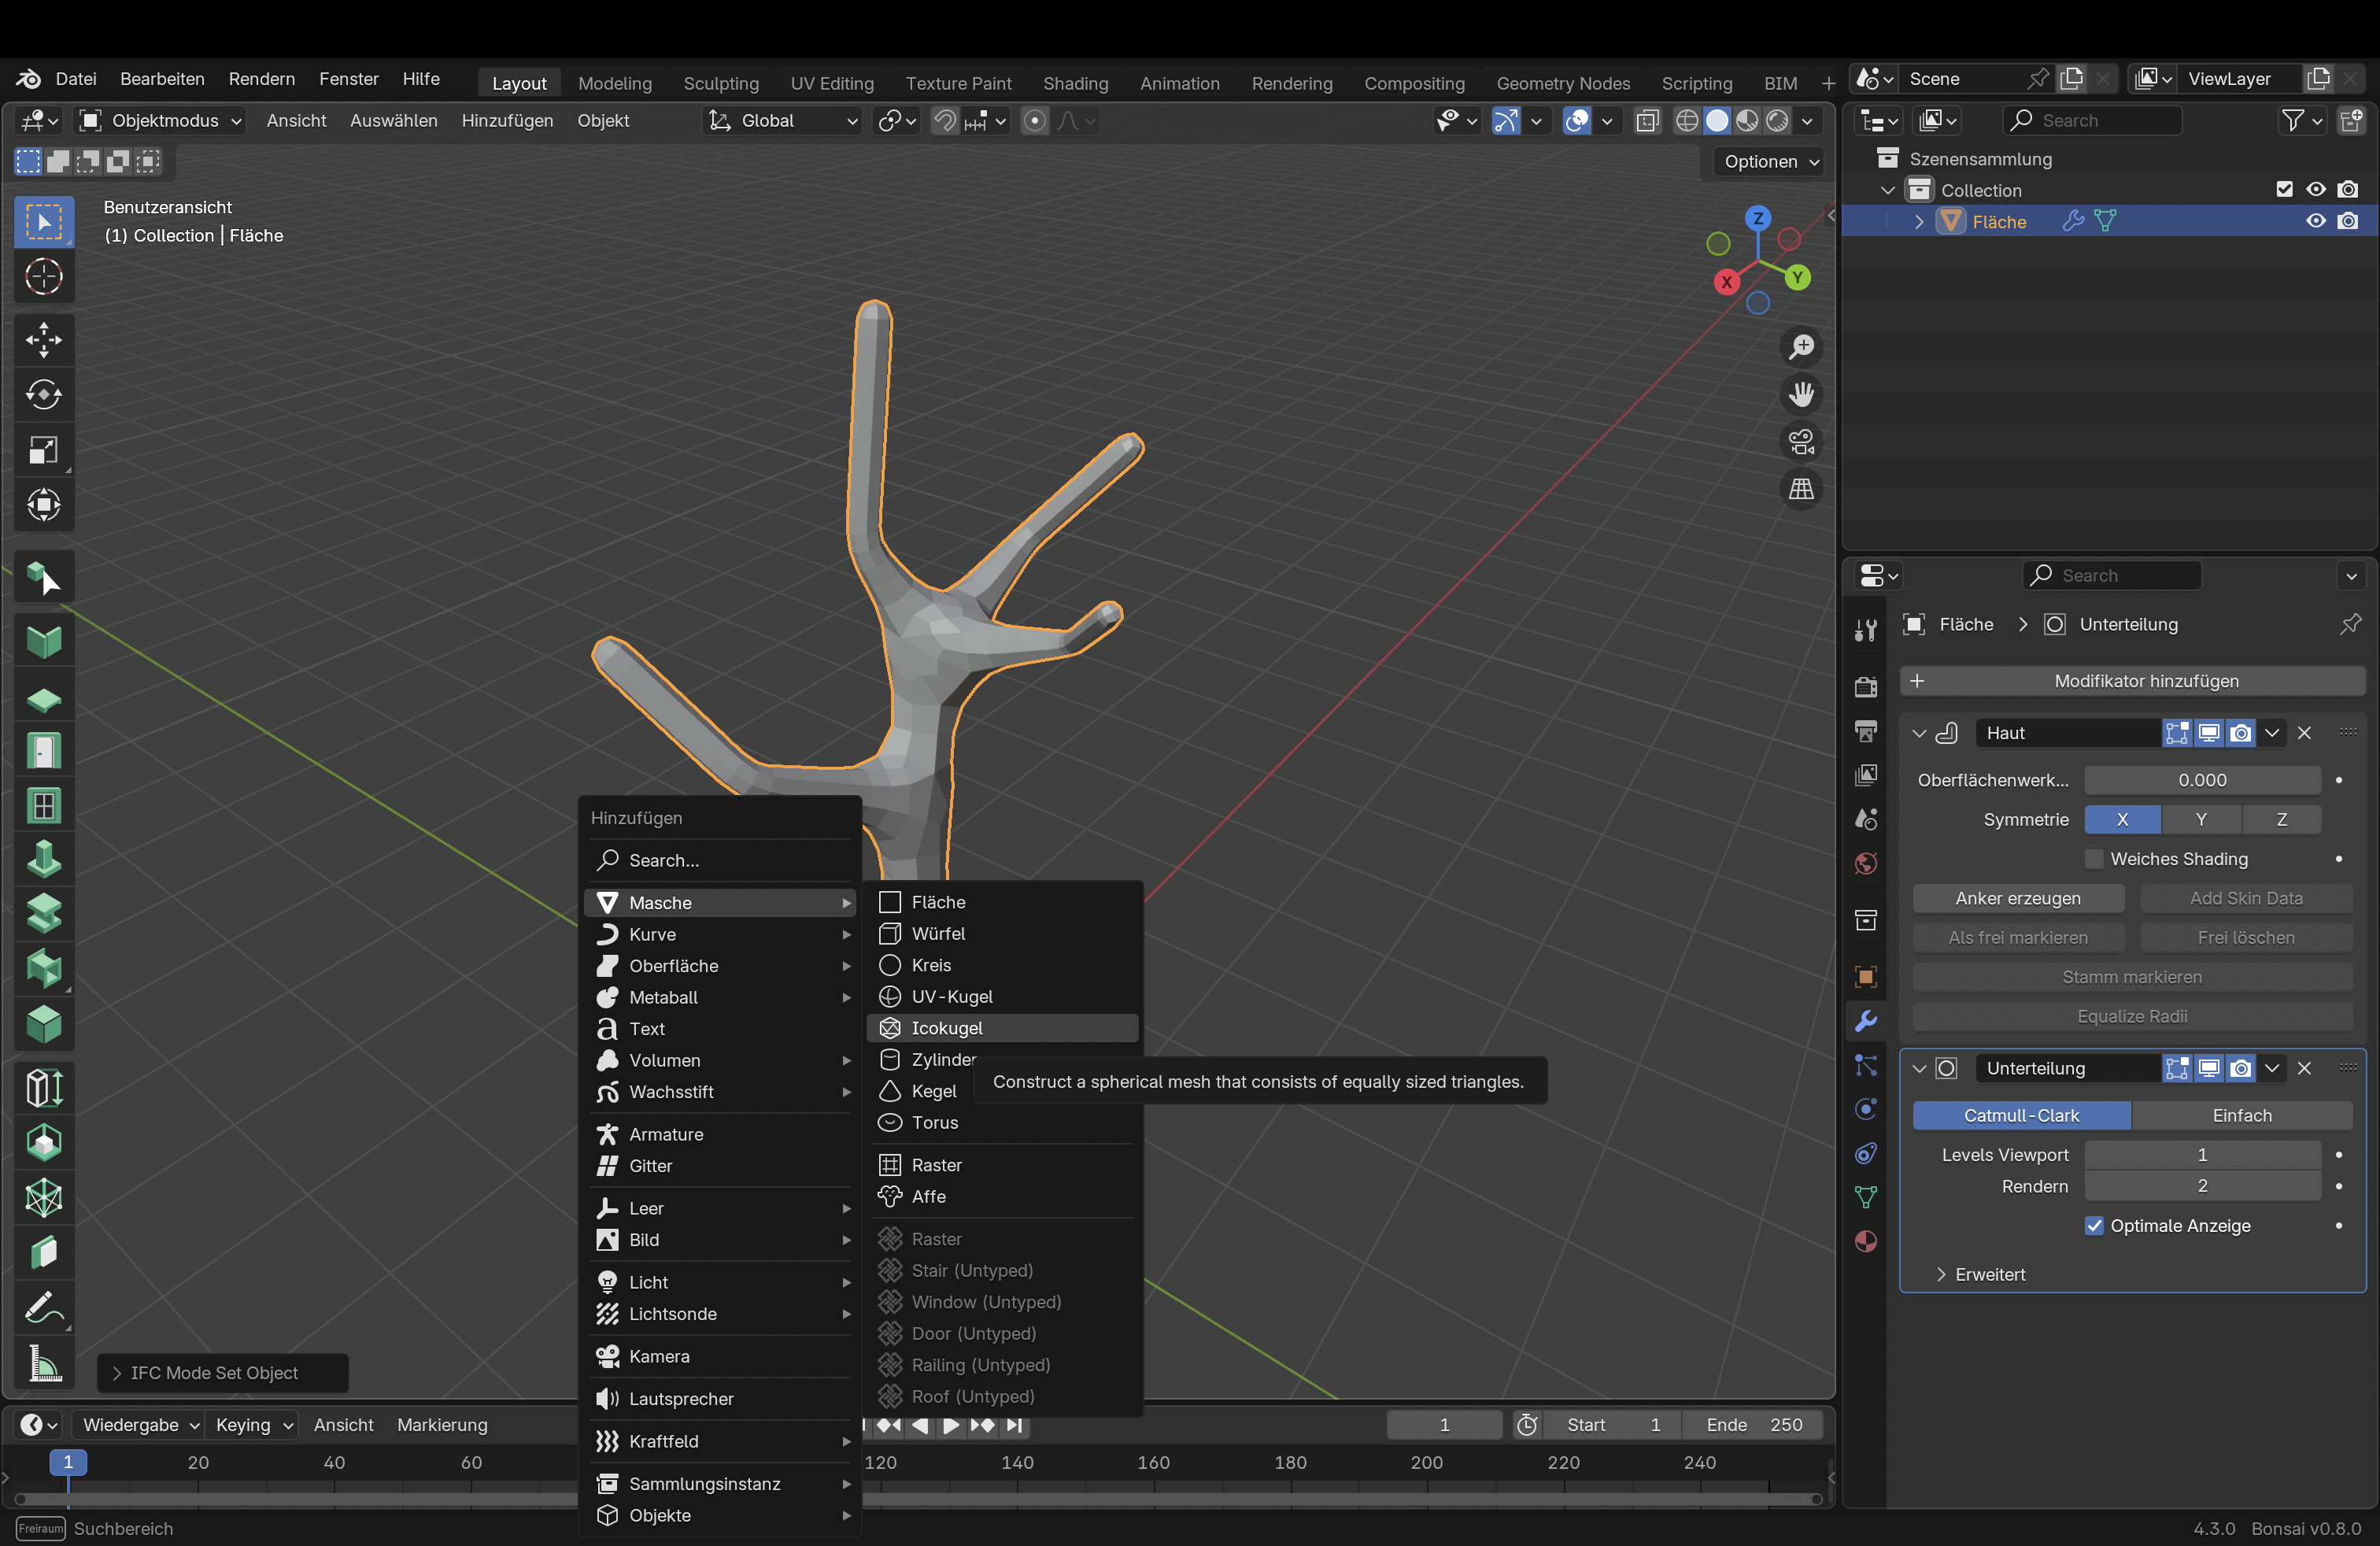 Datei Bearbeiten Rendern Fenster Hilfe Layout Modeling Sculpting UV Editing Texture Paint Shading Animation Rendering Compositing Geometry Nodes Scripting BIM Scene ViewLayer
Objektmodus Ansicht Auswählen Hinzufügen Objekt Global Search
Optionen
Szenensammlung
Collection
Fläche
Benutzeransicht
(1) Collection | Fläche
Z
Y
X
Search
Fläche Unterteilung
Modifikator hinzufügen
Haut
Oberflächenwerk... 0.000
Symmetrie X Y Z
Weiches Shading
Anker erzeugen Add Skin Data
Als frei markieren Frei löschen
Stamm markieren
Equalize Radii
Unterteilung
Catmull-Clark Einfach
Levels Viewport 1
Rendern 2
Optimale Anzeige
Erweitert
Hinzufügen
Search...
Masche
Kurve
Oberfläche
Metaball
Text
Volumen
Wachsstift
Armature
Gitter
Leer
Bild
Licht
Lichtsonde
Kamera
Lautsprecher
Kraftfeld
Sammlungsinstanz
Objekte
Fläche
Würfel
Kreis
UV-Kugel
Icokugel
Zylinder
Construct a spherical mesh that consists of equally sized triangles.
Kegel
Torus
Raster
Affe
Raster
Stair (Untyped)
Window (Untyped)
Door (Untyped)
Railing (Untyped)
Roof (Untyped)
IFC Mode Set Object
Wiedergabe Keying Ansicht Markierung 1 Start 1 Ende 250
1 20 40 60 120 140 160 180 200 220 240
Freiraum Suchbereich 4.3.0 Bonsai v0.8.0